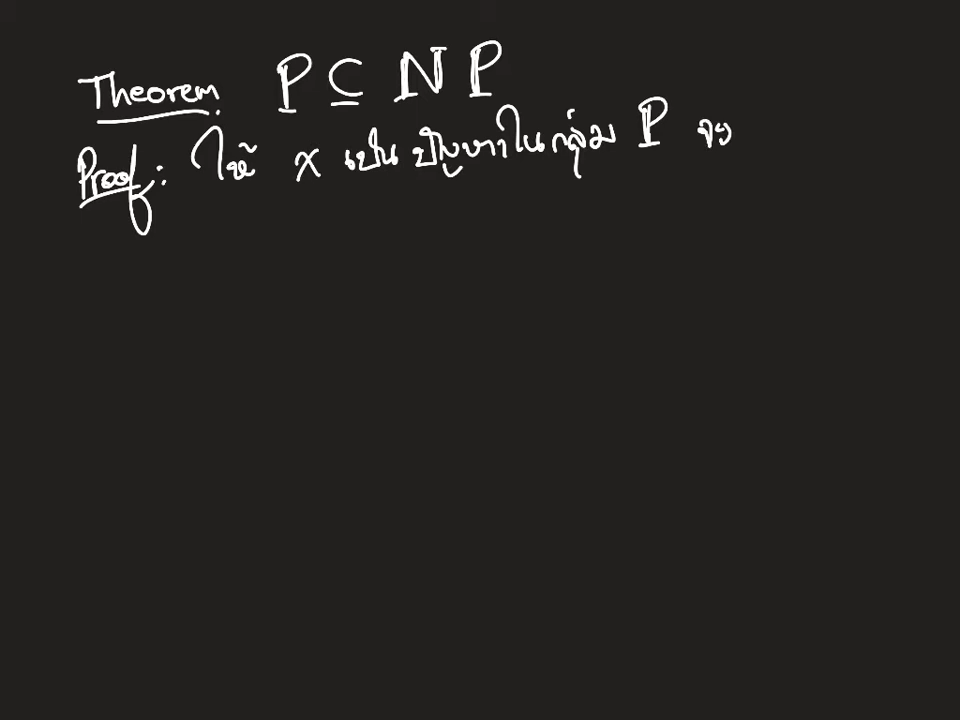 Theorem. ℙ ⊆ ℕℙ
Proof: ให้ x เป็นปัญหาในกลุ่ม ℙ จะ